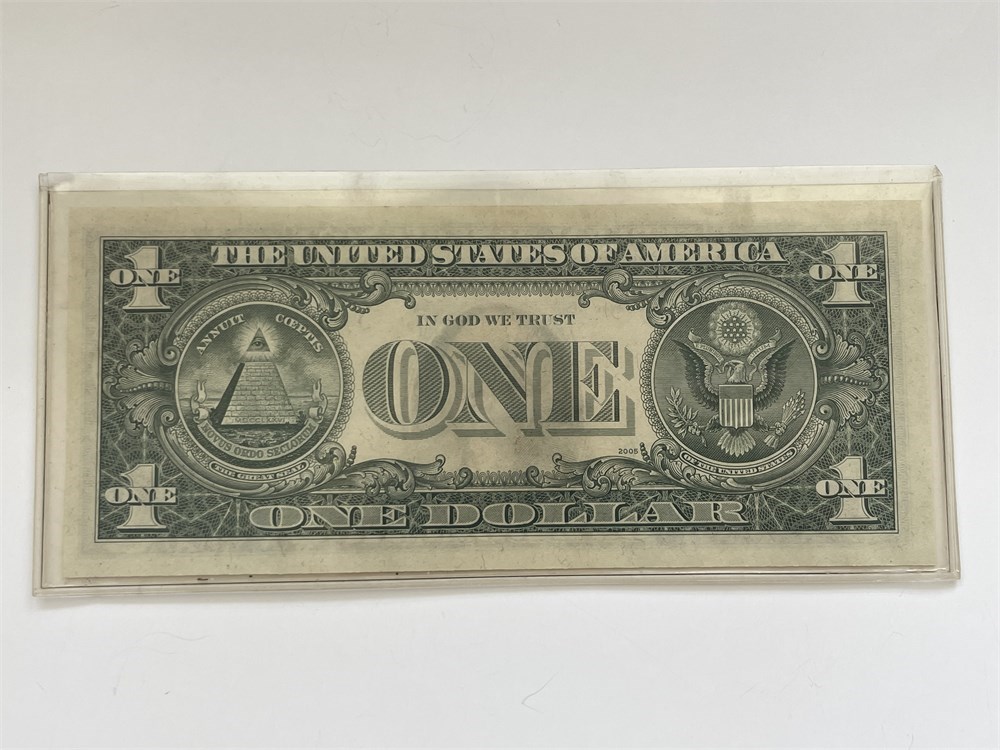 THE UNITED STATES OF AMERICA
ONE 1
ONE 1
ANNUIT CŒPTIS
MDCCLXXVI
NOVUS ORDO SECLORUM
THE GREAT SEAL
IN GOD WE TRUST
ONE
2005
OF THE UNITED STATES
ONE 1
ONE 1
ONE DOLLAR